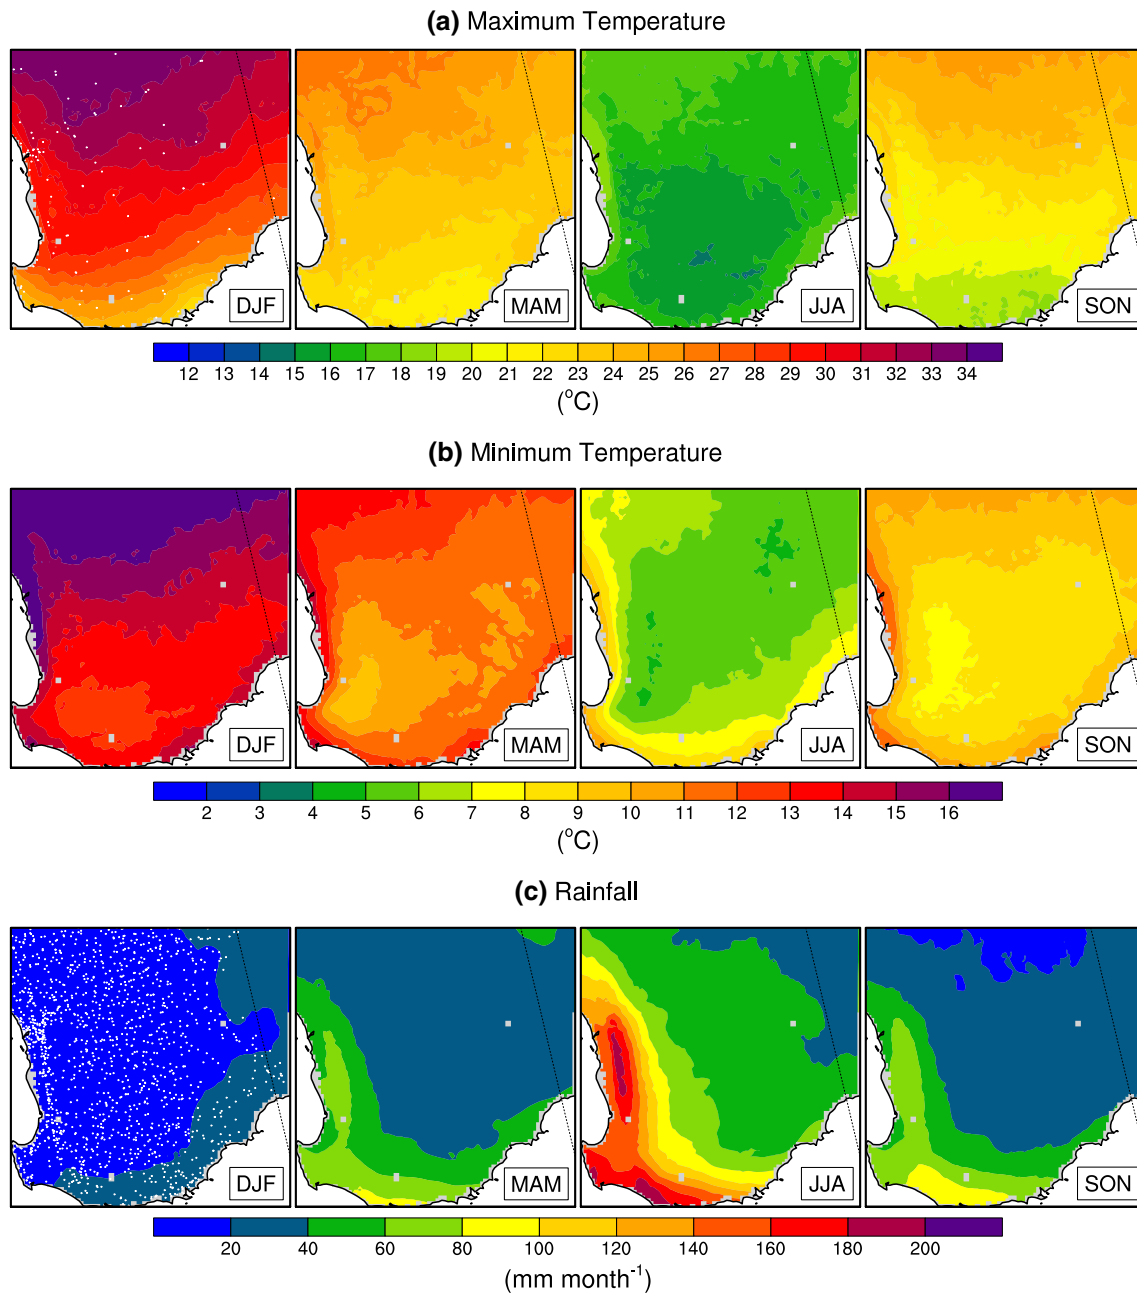 (a) Maximum Temperature
DJF MAM JJA SON
12 13 14 15 16 17 18 19 20 21 22 23 24 25 26 27 28 29 30 31 32 33 34
(°C)
(b) Minimum Temperature
DJF MAM JJA SON
2 3 4 5 6 7 8 9 10 11 12 13 14 15 16
(°C)
(c) Rainfall
DJF MAM JJA SON
20 40 60 80 100 120 140 160 180 200
(mm month⁻¹)